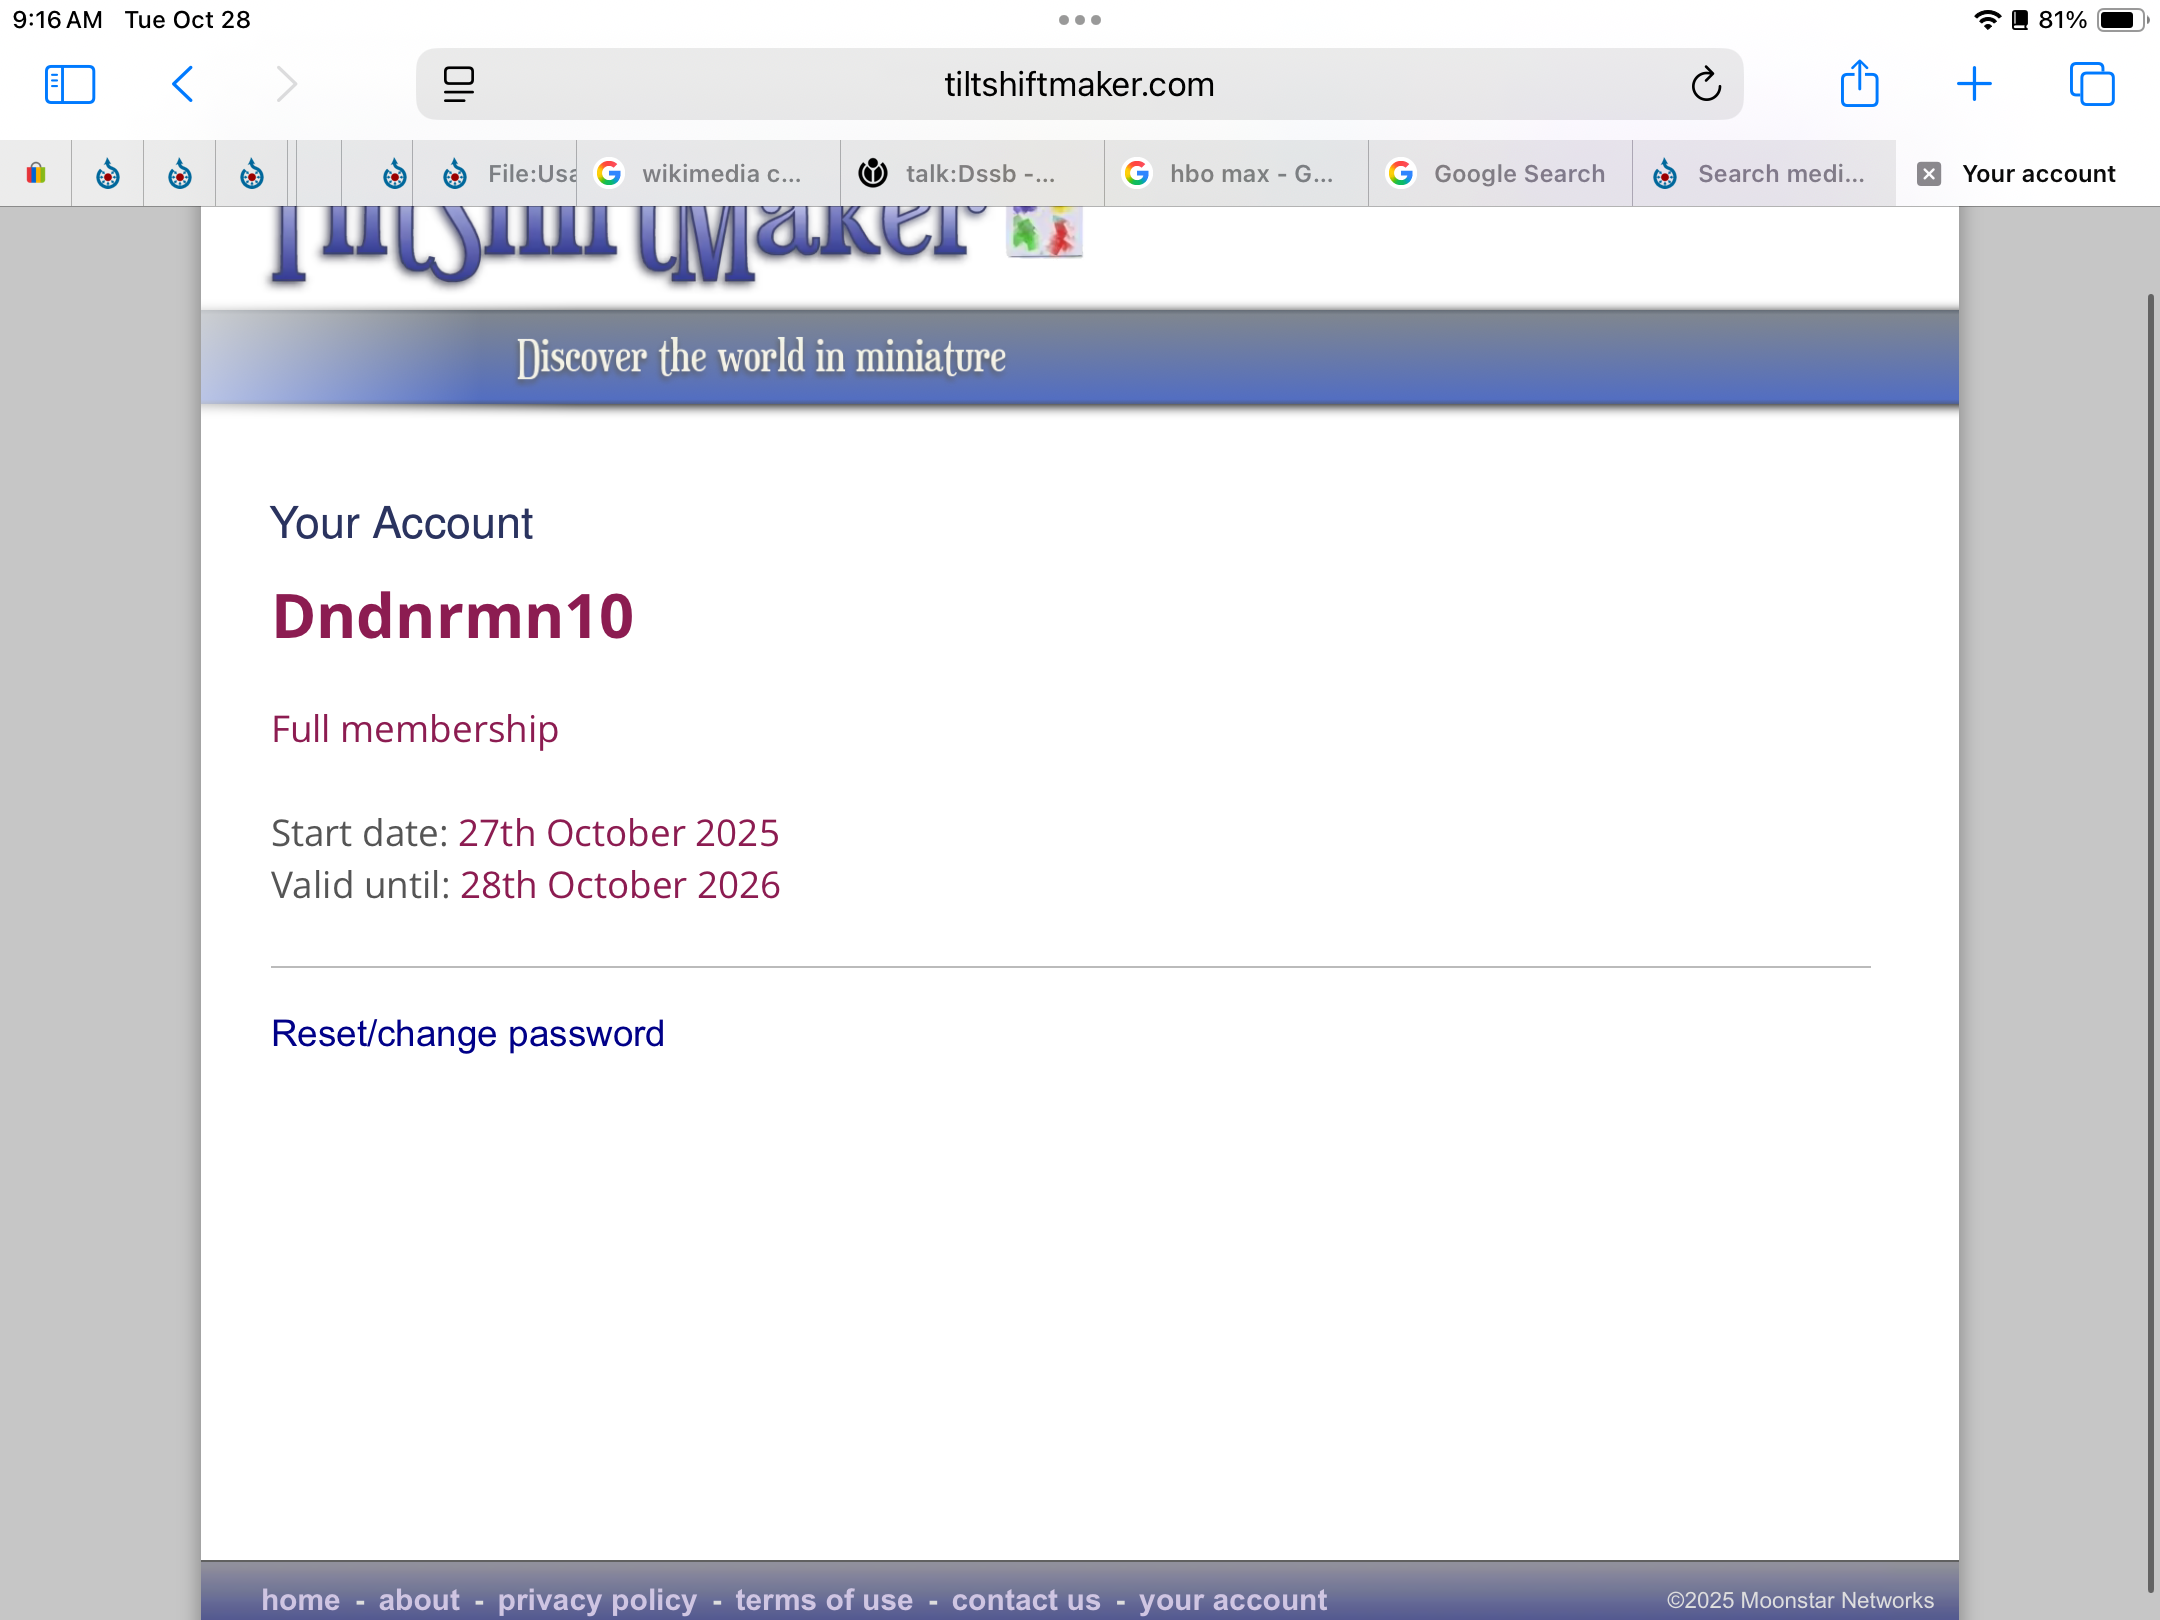 9:16 AM Tue Oct 28
81%
tiltshiftmaker.com
File:Usa
wikimedia c...
talk:Dssb -...
hbo max - G...
Google Search
Search medi...
Your account
TiltShiftMaker
Discover the world in miniature
Your Account
Dndnrmn10
Full membership
Start date: 27th October 2025
Valid until: 28th October 2026
Reset/change password
home - about - privacy policy - terms of use - contact us - your account
©2025 Moonstar Networks